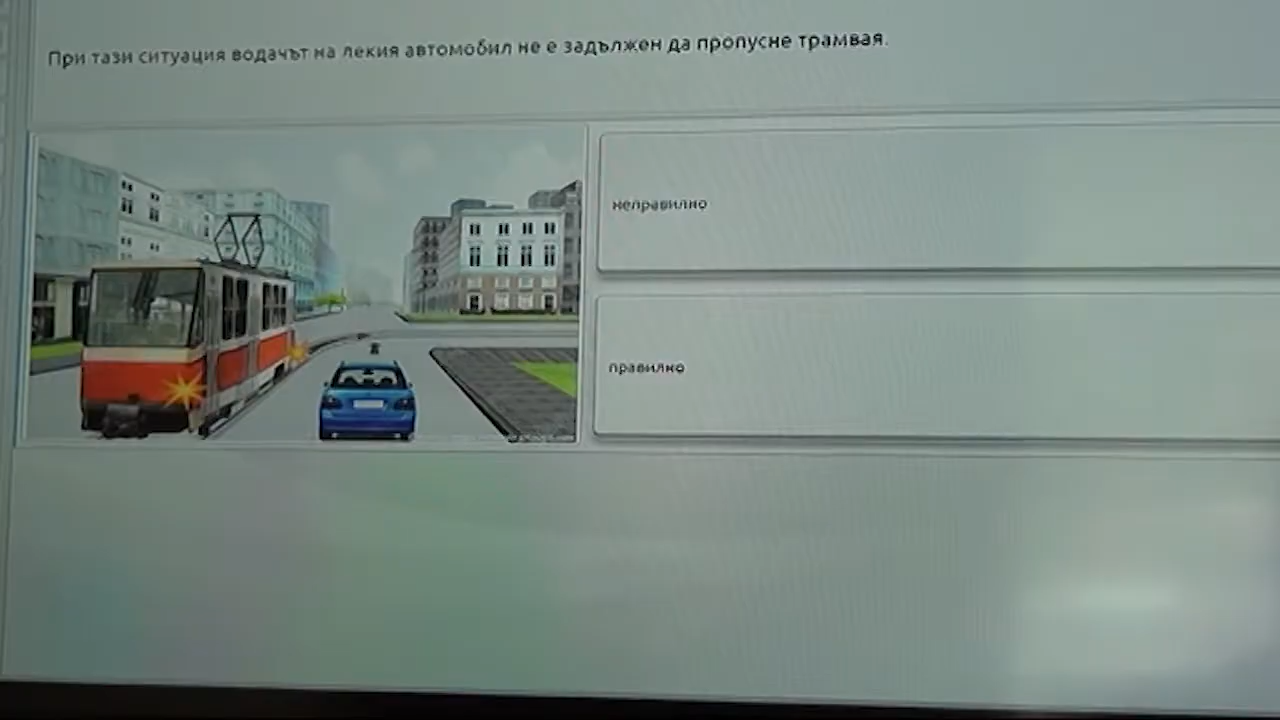 При тази ситуация водачът на лекия автомобил не е задължен да пропусне трамвая.
неправилно
правилно